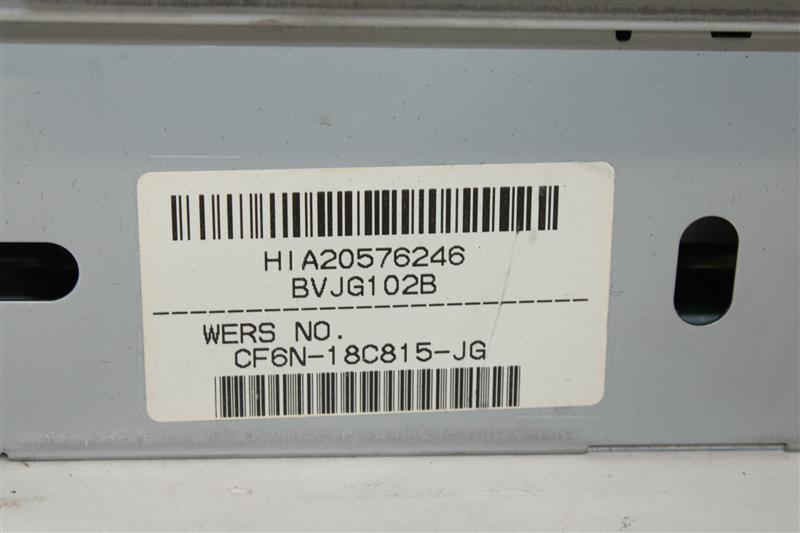 HIA20576246
BVJG102B
WERS NO.
CF6N-18C815-JG